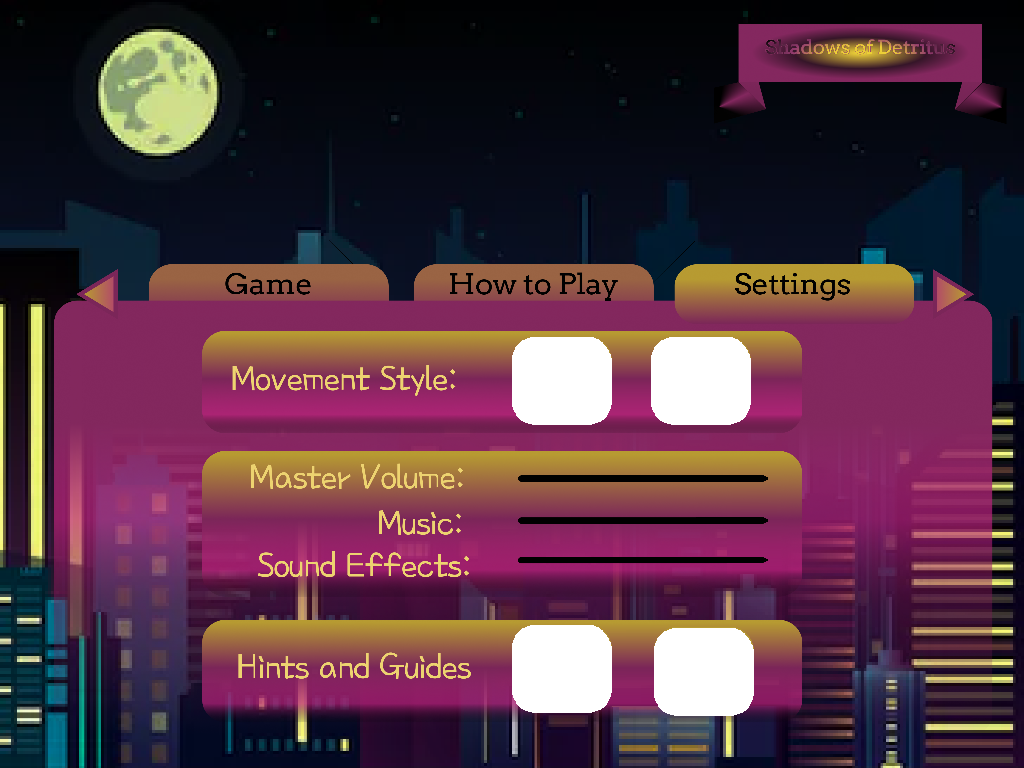 Shadows of Detritus
Game
How to Play
Settings
Movement Style:
Master Volume:
Music:
Sound Effects:
Hints and Guides